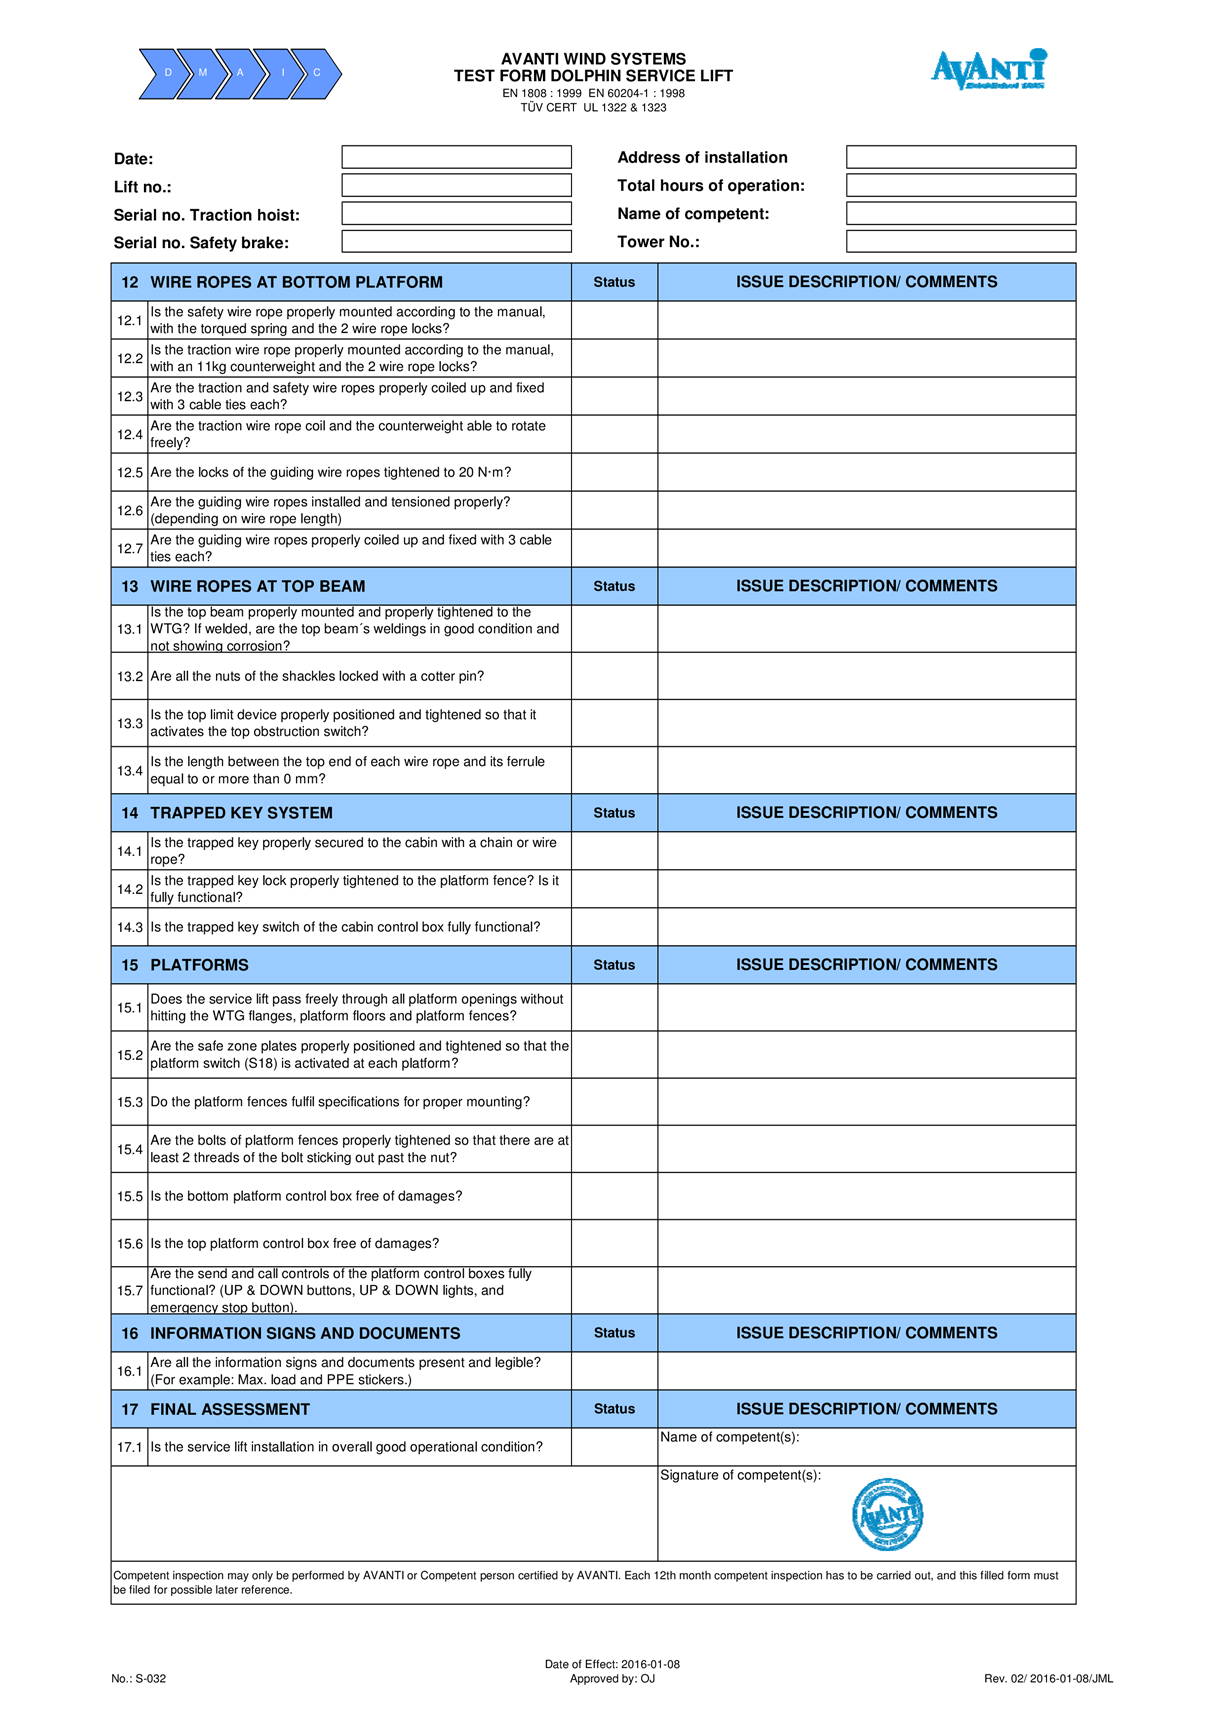 D M A I C
AVANTI WIND SYSTEMS
TEST FORM DOLPHIN SERVICE LIFT
EN 1808 : 1999 EN 60204-1 : 1998
TÜV CERT UL 1322 & 1323
AVANTI
Established 1885
Date:
Address of installation
Lift no.:
Total hours of operation:
Serial no. Traction hoist:
Name of competent:
Serial no. Safety brake:
Tower No.:
12 WIRE ROPES AT BOTTOM PLATFORM Status ISSUE DESCRIPTION/ COMMENTS
12.1 Is the safety wire rope properly mounted according to the manual,
with the torqued spring and the 2 wire rope locks?
12.2 Is the traction wire rope properly mounted according to the manual,
with an 11kg counterweight and the 2 wire rope locks?
12.3 Are the traction and safety wire ropes properly coiled up and fixed
with 3 cable ties each?
12.4 Are the traction wire rope coil and the counterweight able to rotate
freely?
12.5 Are the locks of the guiding wire ropes tightened to 20 N·m?
12.6 Are the guiding wire ropes installed and tensioned properly?
(depending on wire rope length)
12.7 Are the guiding wire ropes properly coiled up and fixed with 3 cable
ties each?
13 WIRE ROPES AT TOP BEAM Status ISSUE DESCRIPTION/ COMMENTS
13.1 Is the top beam properly mounted and properly tightened to the
WTG? If welded, are the top beam´s weldings in good condition and
not showing corrosion?
13.2 Are all the nuts of the shackles locked with a cotter pin?
13.3 Is the top limit device properly positioned and tightened so that it
activates the top obstruction switch?
13.4 Is the length between the top end of each wire rope and its ferrule
equal to or more than 0 mm?
14 TRAPPED KEY SYSTEM Status ISSUE DESCRIPTION/ COMMENTS
14.1 Is the trapped key properly secured to the cabin with a chain or wire
rope?
14.2 Is the trapped key lock properly tightened to the platform fence? Is it
fully functional?
14.3 Is the trapped key switch of the cabin control box fully functional?
15 PLATFORMS Status ISSUE DESCRIPTION/ COMMENTS
15.1 Does the service lift pass freely through all platform openings without
hitting the WTG flanges, platform floors and platform fences?
15.2 Are the safe zone plates properly positioned and tightened so that the
platform switch (S18) is activated at each platform?
15.3 Do the platform fences fulfil specifications for proper mounting?
15.4 Are the bolts of platform fences properly tightened so that there are at
least 2 threads of the bolt sticking out past the nut?
15.5 Is the bottom platform control box free of damages?
15.6 Is the top platform control box free of damages?
15.7 Are the send and call controls of the platform control boxes fully
functional? (UP & DOWN buttons, UP & DOWN lights, and
emergency stop button).
16 INFORMATION SIGNS AND DOCUMENTS Status ISSUE DESCRIPTION/ COMMENTS
16.1 Are all the information signs and documents present and legible?
(For example: Max. load and PPE stickers.)
17 FINAL ASSESSMENT Status ISSUE DESCRIPTION/ COMMENTS
17.1 Is the service lift installation in overall good operational condition?
Name of competent(s):
Signature of competent(s):
AVANTI
Competent inspection may only be performed by AVANTI or Competent person certified by AVANTI. Each 12th month competent inspection has to be carried out, and this filled form must
be filed for possible later reference.
Date of Effect: 2016-01-08
No.: S-032
Approved by: OJ
Rev. 02/ 2016-01-08/JML